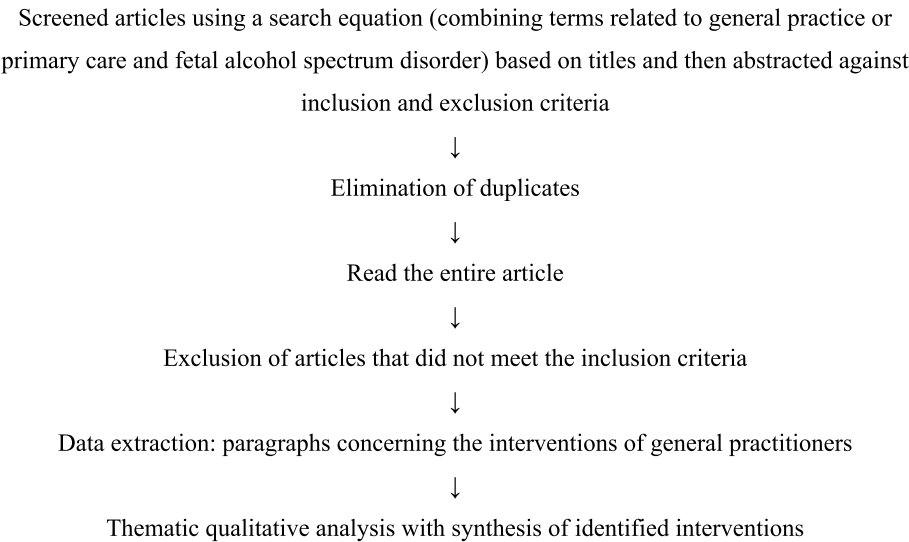 Screened articles using a search equation (combining terms related to general practice or
primary care and fetal alcohol spectrum disorder) based on titles and then abstracted against
inclusion and exclusion criteria
↓
Elimination of duplicates
↓
Read the entire article
↓
Exclusion of articles that did not meet the inclusion criteria
↓
Data extraction: paragraphs concerning the interventions of general practitioners
↓
Thematic qualitative analysis with synthesis of identified interventions